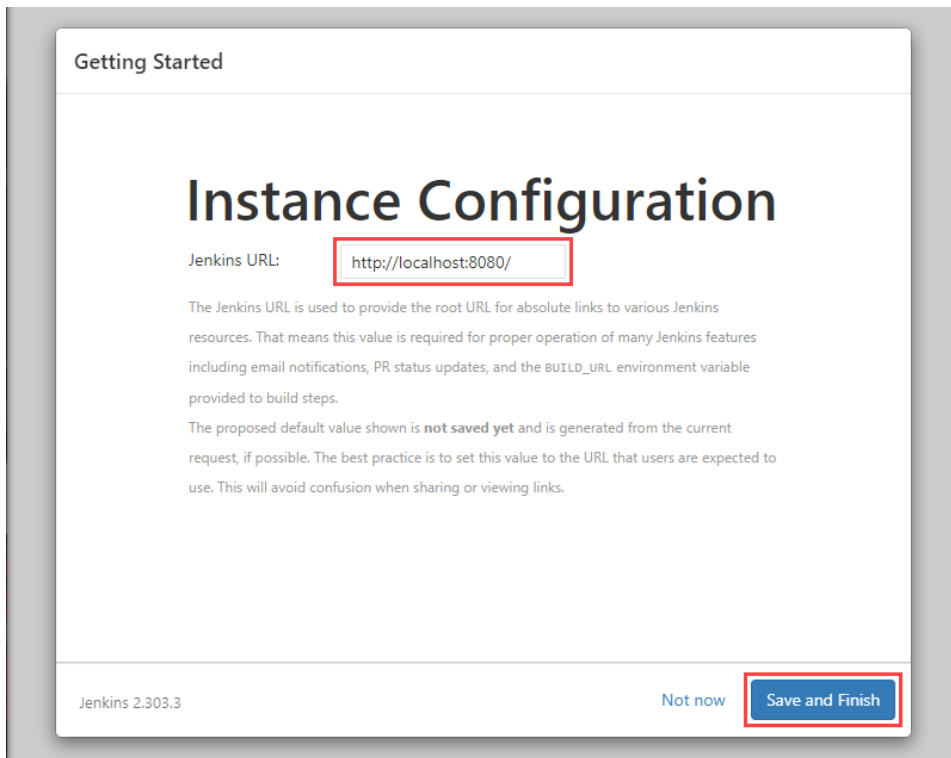 Getting Started
Instance Configuration
Jenkins URL: http://localhost:8080/
The Jenkins URL is used to provide the root URL for absolute links to various Jenkins
resources. That means this value is required for proper operation of many Jenkins features
including email notifications, PR status updates, and the BUILD_URL environment variable
provided to build steps.
The proposed default value shown is not saved yet and is generated from the current
request, if possible. The best practice is to set this value to the URL that users are expected to
use. This will avoid confusion when sharing or viewing links.
Jenkins 2.303.3 Not now Save and Finish